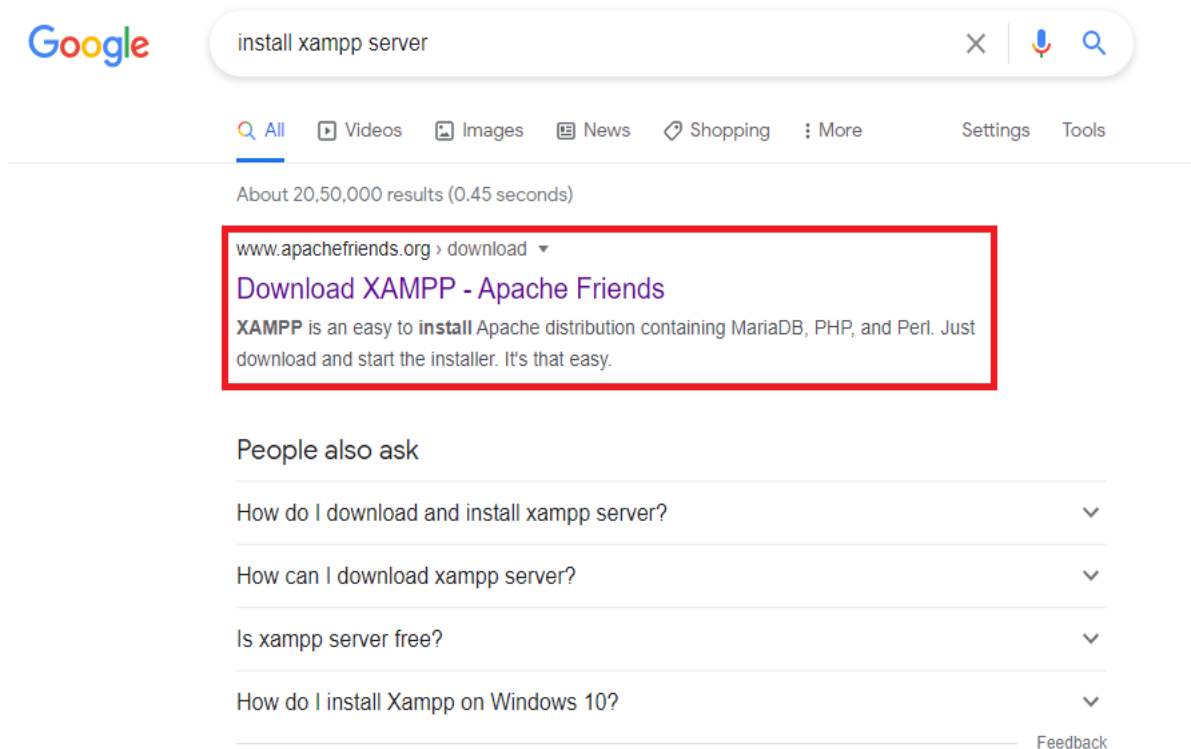 Google
install xampp server
All Videos Images News Shopping More Settings Tools
About 20,50,000 results (0.45 seconds)
www.apachefriends.org › download
Download XAMPP - Apache Friends
XAMPP is an easy to install Apache distribution containing MariaDB, PHP, and Perl. Just
download and start the installer. It's that easy.
People also ask
How do I download and install xampp server?
How can I download xampp server?
Is xampp server free?
How do I install Xampp on Windows 10?
Feedback